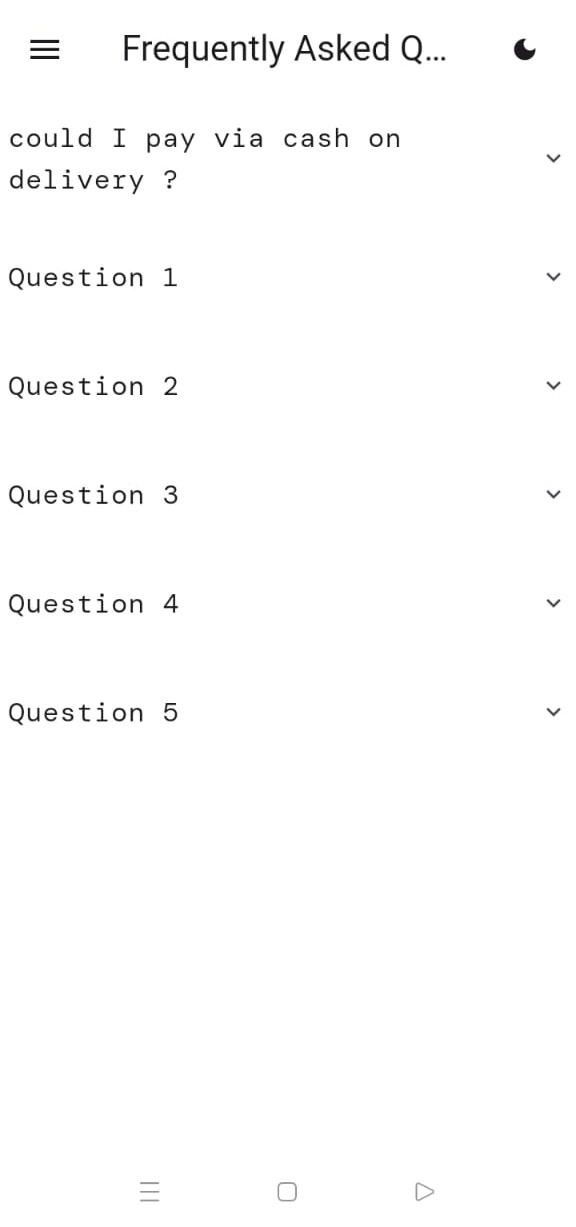 Frequently Asked Q...
could I pay via cash on
delivery ?
Question 1
Question 2
Question 3
Question 4
Question 5